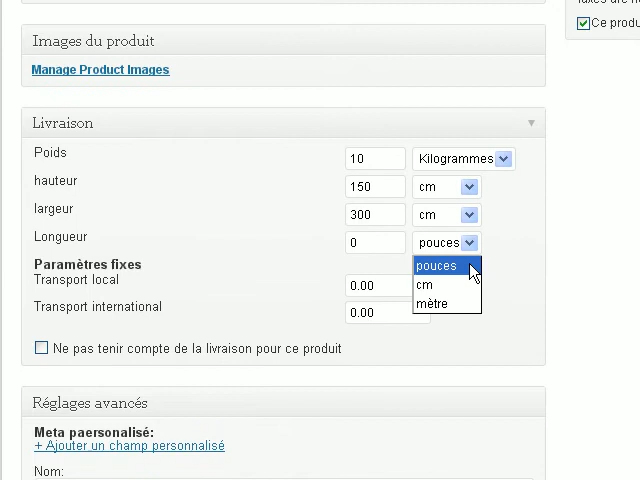 Ce produ
Images du produit
Manage Product Images
Livraison
Poids 10 Kilogrammes
hauteur 150 cm
largeur 300 cm
Longueur 0 pouces
pouces
Paramètres fixes
Transport local 0.00 cm
mètre
Transport international 0.00
Ne pas tenir compte de la livraison pour ce produit
Réglages avancés
Meta paersonalisé:
+ Ajouter un champ personnalisé
Nom: